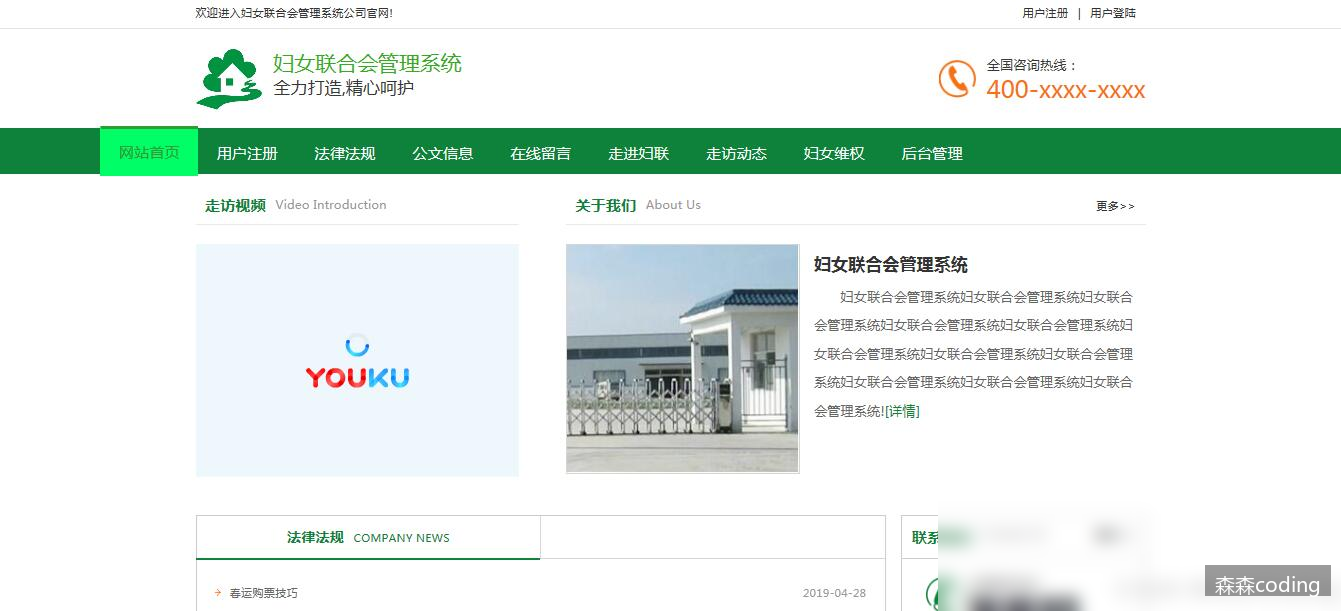 欢迎进入妇女联合会管理系统公司官网!
用户注册 | 用户登陆
妇女联合会管理系统
全力打造,精心呵护
全国咨询热线：
400-xxxx-xxxx
网站首页 用户注册 法律法规 公文信息 在线留言 走进妇联 走访动态 妇女维权 后台管理
走访视频 Video Introduction
关于我们 About Us
更多>>
YOUKU
妇女联合会管理系统
妇女联合会管理系统妇女联合会管理系统妇女联合
会管理系统妇女联合会管理系统妇女联合会管理系统妇
女联合会管理系统妇女联合会管理系统妇女联合会管理
系统妇女联合会管理系统妇女联合会管理系统妇女联合
会管理系统![详情]
法律法规 COMPANY NEWS
联系
春运购票技巧
2019-04-28
森森coding